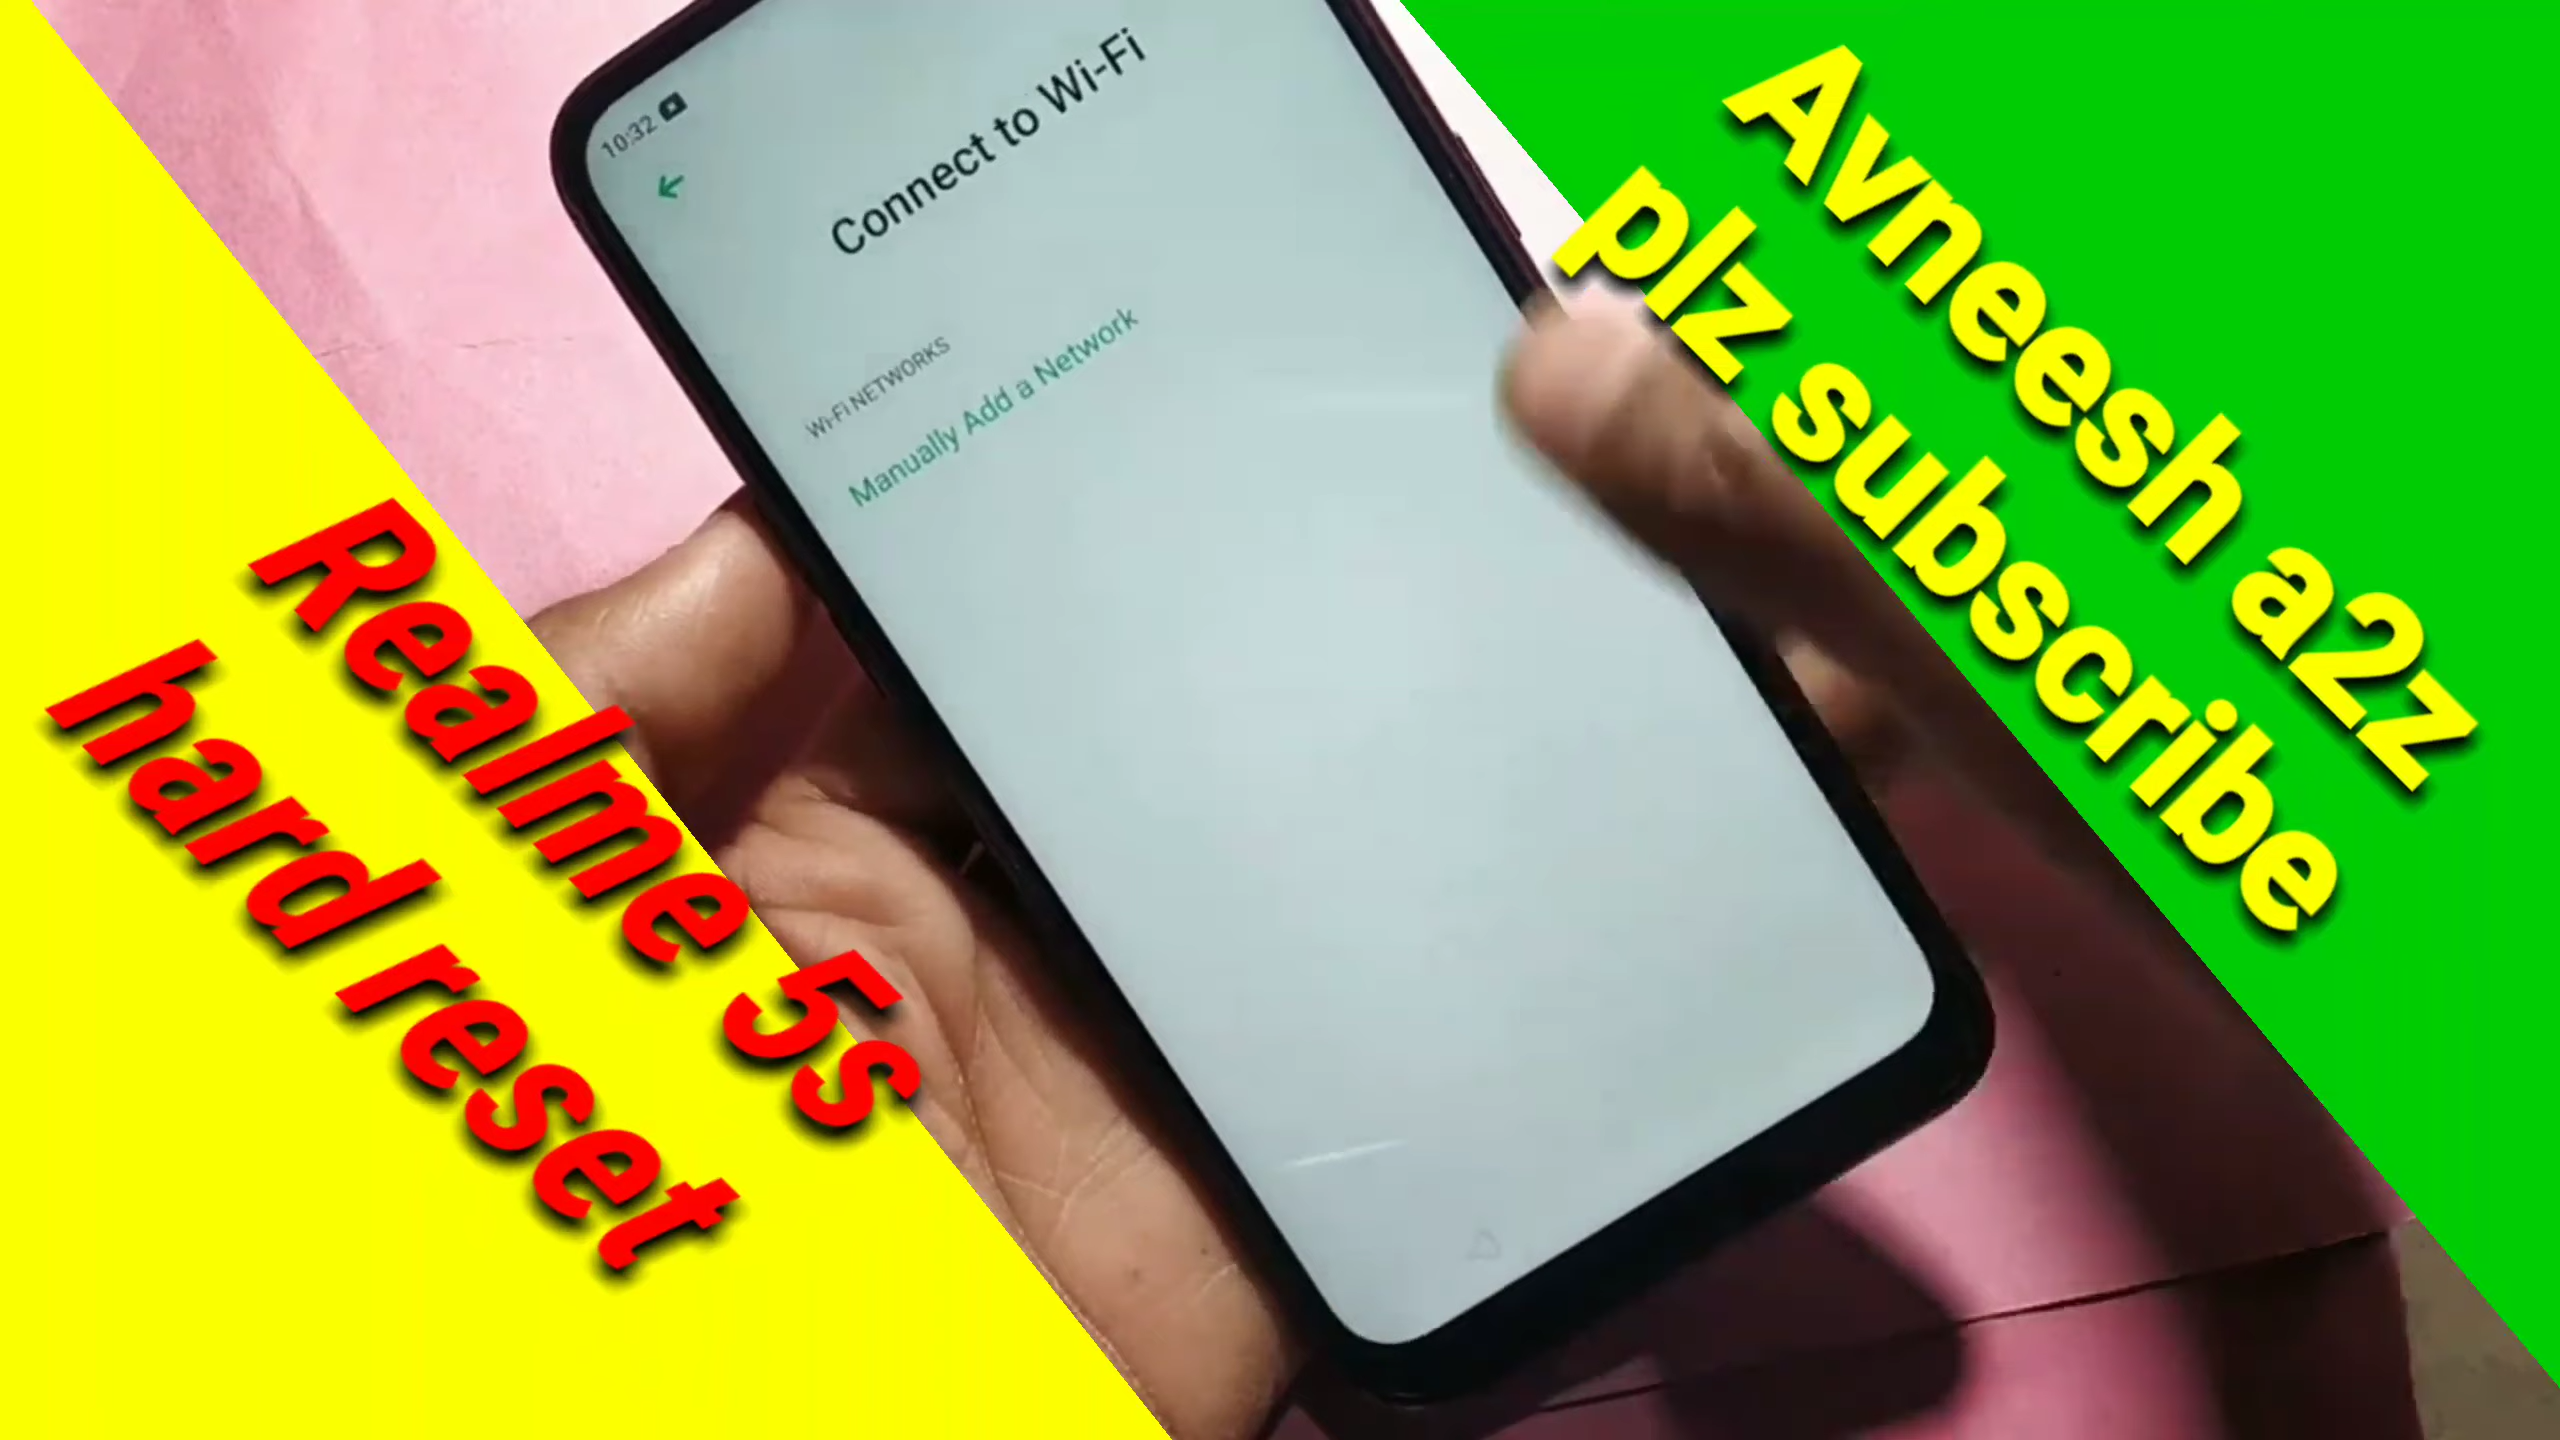 10:32
Connect to Wi-Fi
WI-FI NETWORKS
Manually Add a Network
Realme 5s
hard reset
Avneesh a2z
plz subscribe